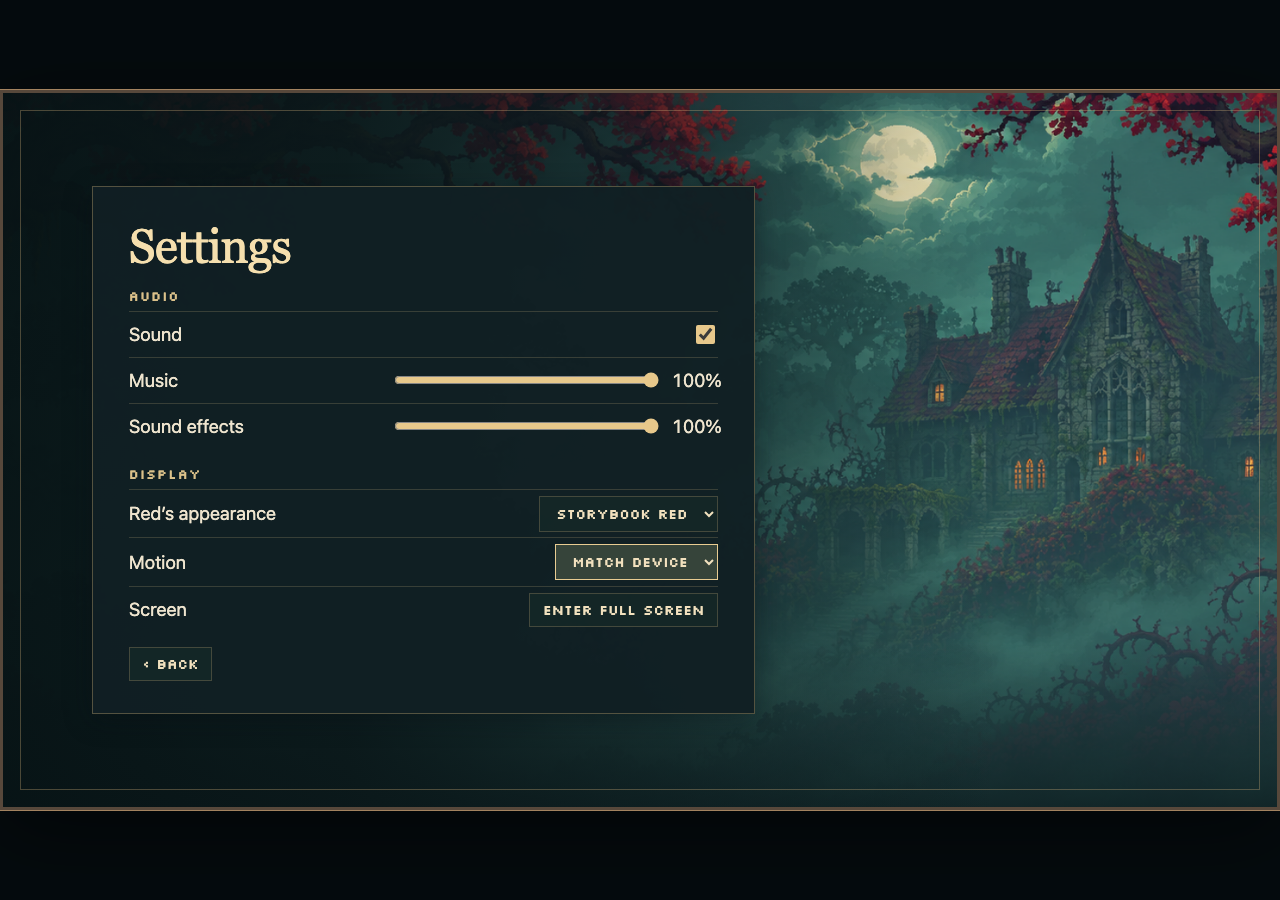 Settings
AUDIO
Sound
Music 100%
Sound effects 100%
DISPLAY
Red’s appearance STORYBOOK RED
Motion MATCH DEVICE
Screen ENTER FULL SCREEN
‹ BACK